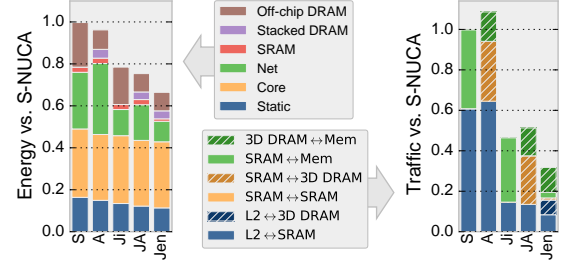 Energy vs. S-NUCA
1.0
0.8
0.6
0.4
0.2
0.0
S A Ji JA Jen
Off-chip DRAM
Stacked DRAM
SRAM
Net
Core
Static
3D DRAM↔Mem
SRAM↔Mem
SRAM↔3D DRAM
SRAM↔SRAM
L2↔3D DRAM
L2↔SRAM
Traffic vs. S-NUCA
1.0
0.8
0.6
0.4
0.2
0.0
S A Ji JA Jen